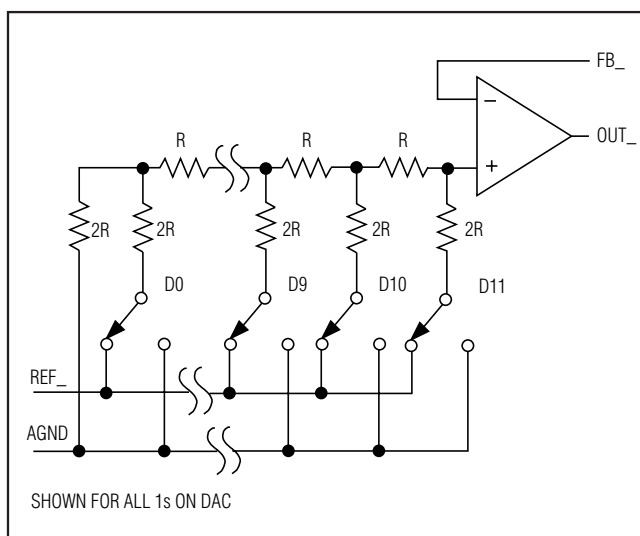 FB_
OUT_
R R R
2R 2R 2R 2R 2R
D0 D9 D10 D11
REF_
AGND
SHOWN FOR ALL 1s ON DAC